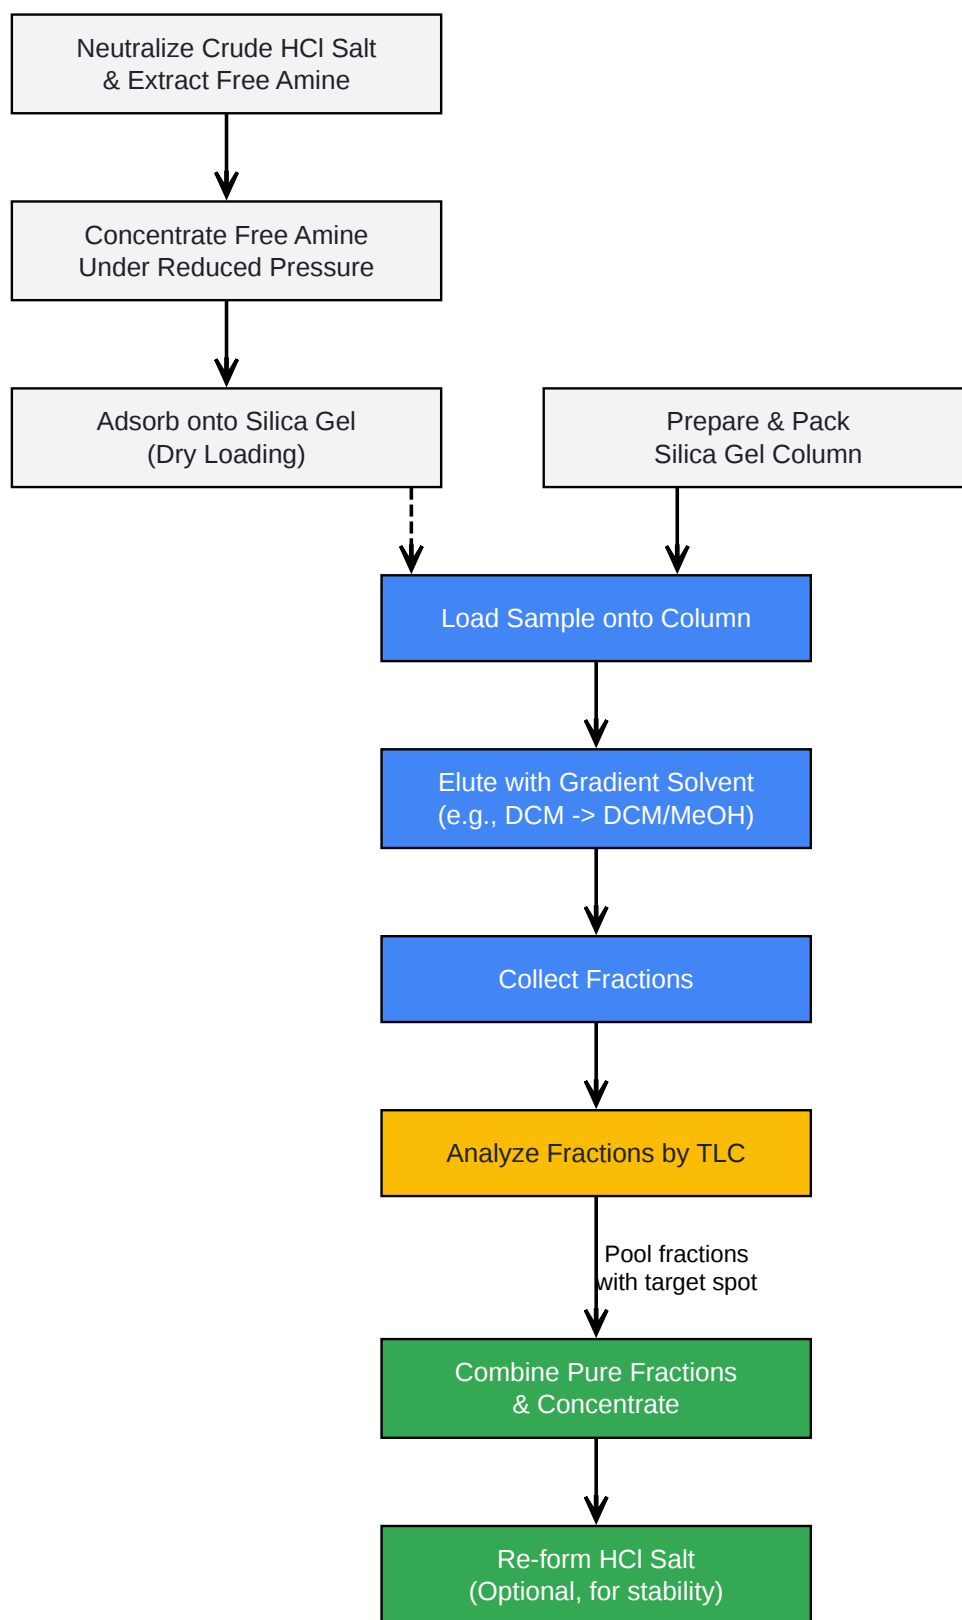 Neutralize Crude HCl Salt
& Extract Free Amine
Concentrate Free Amine
Under Reduced Pressure
Adsorb onto Silica Gel
(Dry Loading)
Prepare & Pack
Silica Gel Column
Load Sample onto Column
Elute with Gradient Solvent
(e.g., DCM -> DCM/MeOH)
Collect Fractions
Analyze Fractions by TLC
Pool fractions
with target spot
Combine Pure Fractions
& Concentrate
Re-form HCl Salt
(Optional, for stability)